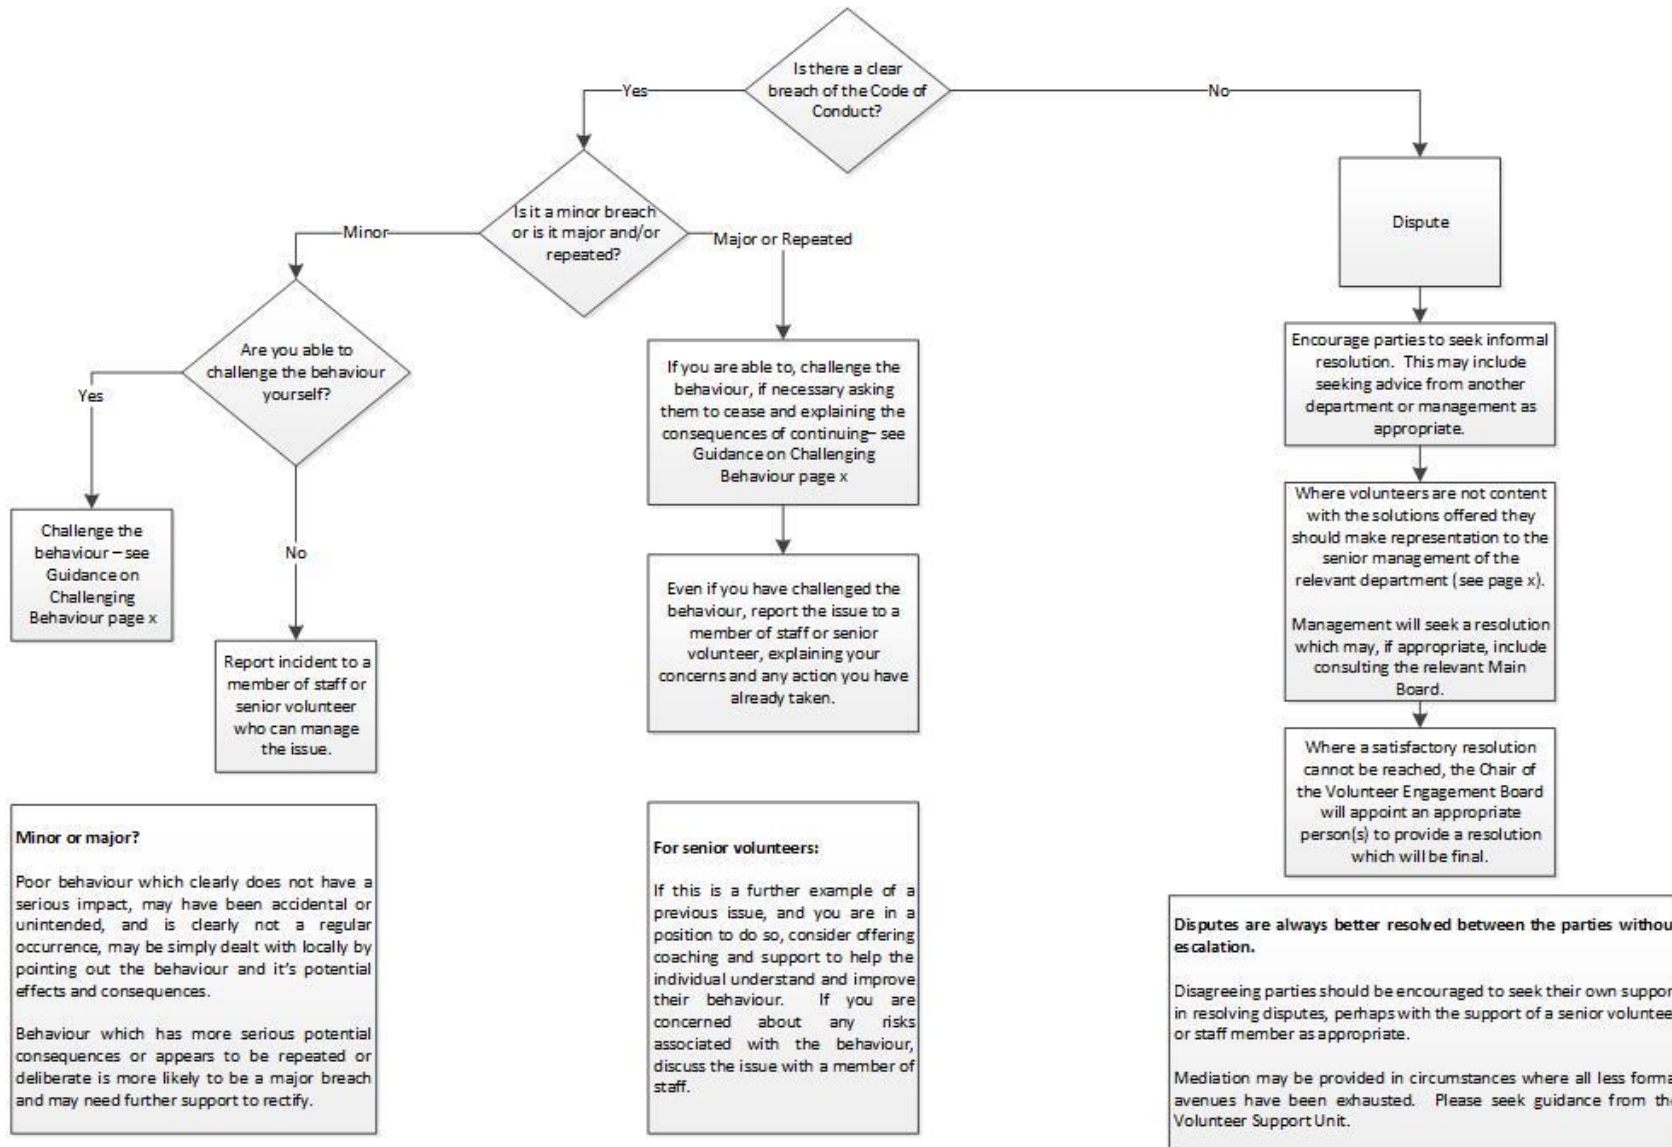 Is there a clear
breach of the Code of
Conduct?
Yes
No
Is it a minor breach
or is it major and/or
repeated?
Minor
Major or Repeated
Dispute
Are you able to
challenge the behaviour
yourself?
Yes
No
Challenge the
behaviour – see
Guidance on
Challenging
Behaviour page x
Report incident to a
member of staff or
senior volunteer
who can manage
the issue.
If you are able to, challenge the
behaviour, if necessary asking
them to cease and explaining the
consequences of continuing– see
Guidance on Challenging
Behaviour page x
Even if you have challenged the
behaviour, report the issue to a
member of staff or senior
volunteer, explaining your
concerns and any action you have
already taken.
Encourage parties to seek informal
resolution. This may include
seeking advice from another
department or management as
appropriate.
Where volunteers are not content
with the solutions offered they
should make representation to the
senior management of the
relevant department (see page x).
Management will seek a resolution
which may, if appropriate, include
consulting the relevant Main
Board.
Where a satisfactory resolution
cannot be reached, the Chair of
the Volunteer Engagement Board
will appoint an appropriate
person(s) to provide a resolution
which will be final.
Minor or major?
Poor behaviour which clearly does not have a
serious impact, may have been accidental or
unintended, and is clearly not a regular
occurrence, may be simply dealt with locally by
pointing out the behaviour and it's potential
effects and consequences.
Behaviour which has more serious potential
consequences or appears to be repeated or
deliberate is more likely to be a major breach
and may need further support to rectify.
For senior volunteers:
If this is a further example of a
previous issue, and you are in a
position to do so, consider offering
coaching and support to help the
individual understand and improve
their behaviour. If you are
concerned about any risks
associated with the behaviour,
discuss the issue with a member of
staff.
Disputes are always better resolved between the parties withou
escalation.
Disagreeing parties should be encouraged to seek their own suppor
in resolving disputes, perhaps with the support of a senior voluntee
or staff member as appropriate.
Mediation may be provided in circumstances where all less forma
avenues have been exhausted. Please seek guidance from the
Volunteer Support Unit.